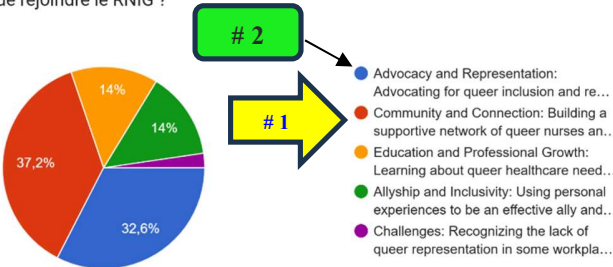 de rejoindre le RNIG ?
# 2
# 1
14%
14%
37,2%
32,6%
Advocacy and Representation:
Advocating for queer inclusion and re...
Community and Connection: Building a
supportive network of queer nurses an...
Education and Professional Growth:
Learning about queer healthcare need...
Allyship and Inclusivity: Using personal
experiences to be an effective ally and...
Challenges: Recognizing the lack of
queer representation in some workpla...